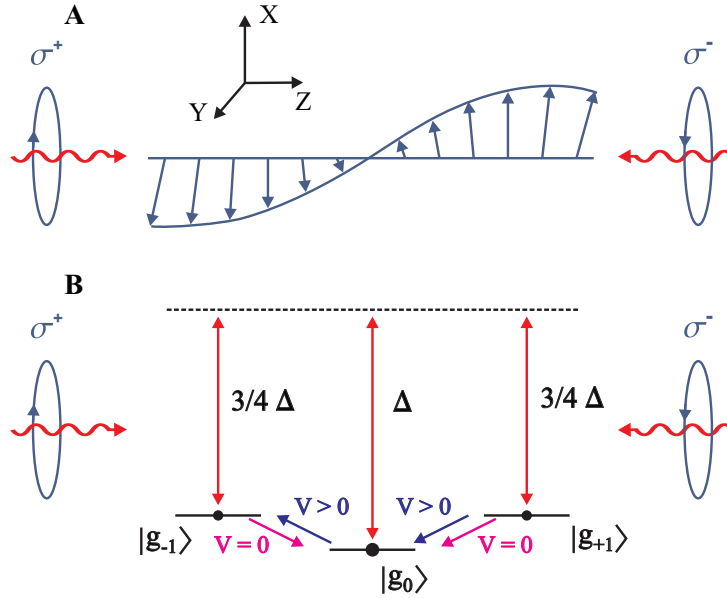 A
σ⁺
X
Y
Z
σ⁻
B
σ⁺
σ⁻
3/4 Δ
Δ
3/4 Δ
V > 0
V > 0
|g₋₁⟩
V = 0
V = 0
|g₊₁⟩
|g₀⟩